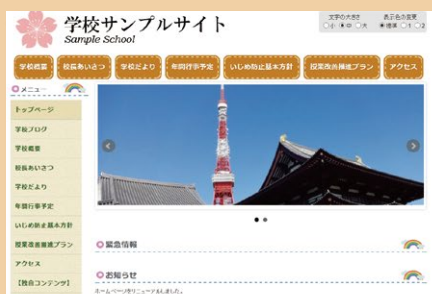 学校サンプルサイト
Sample School
文字の大きさ 表示色の変更
小 中 大 標準 1 2
学校概要 校長あいさつ 学校だより 年間行事予定 いじめ防止基本方針 授業改善推進プラン アクセス
メニュー
トップページ
学校ブログ
学校概要
校長あいさつ
学校だより
年間行事予定
いじめ防止基本方針
授業改善推進プラン
アクセス
【独自コンテンツ】
緊急情報
お知らせ
ホームページをリニューアルしました。